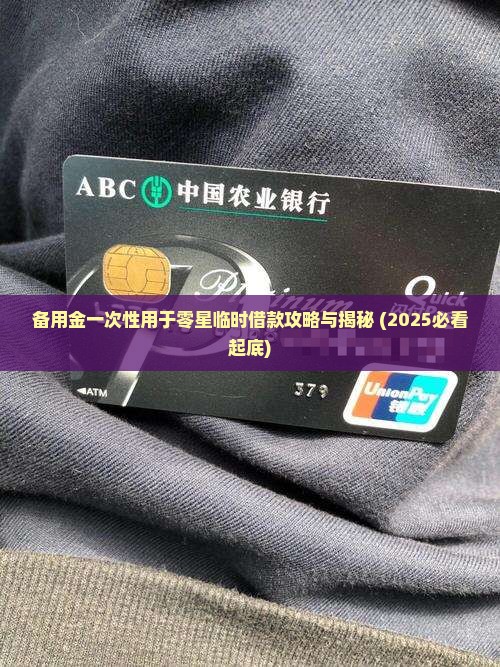 ABC 中国农业银行
Platinum
Quick
备用金一次性用于零星临时借款攻略与揭秘 (2025必看
起底)
ATM
379
UnionPay
银联